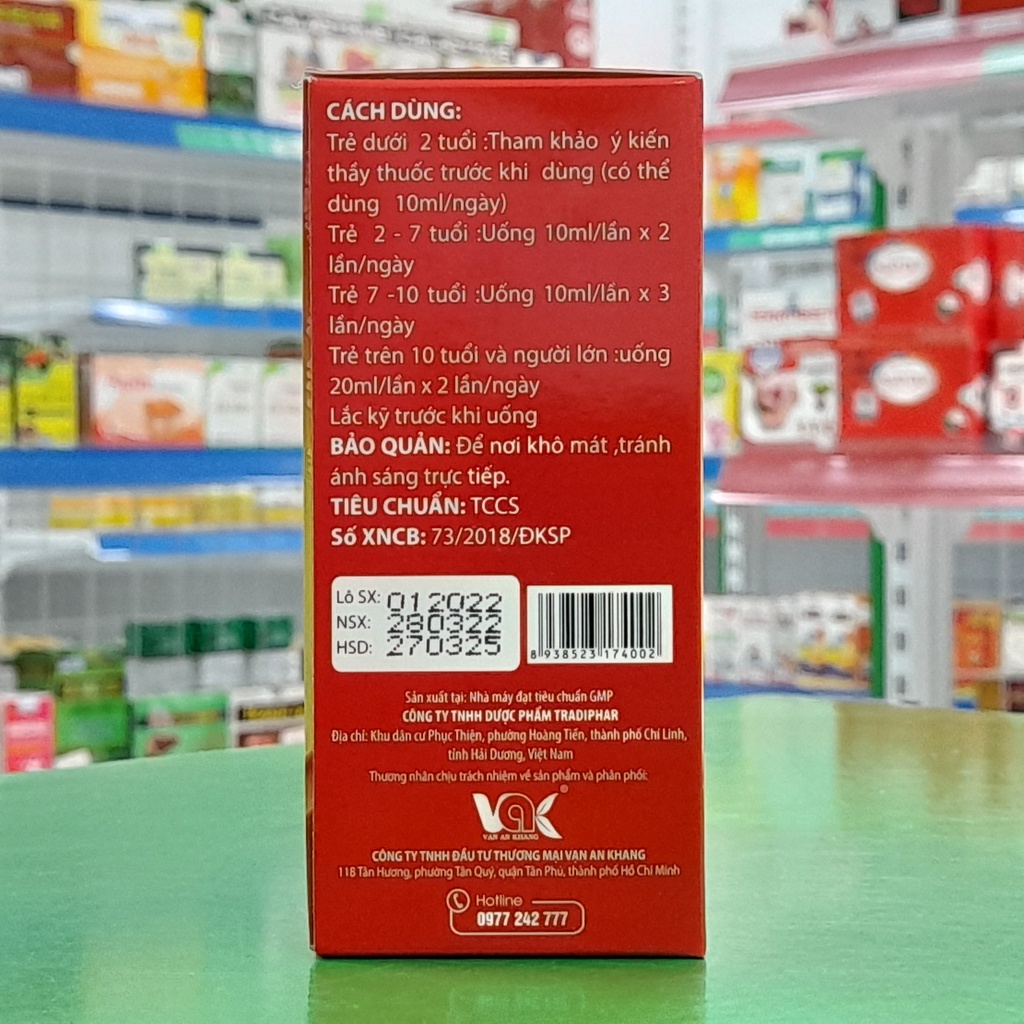 CÁCH DÙNG:
Trẻ dưới 2 tuổi :Tham khảo ý kiến
thầy thuốc trước khi dùng (có thể
dùng 10ml/ngày)
Trẻ 2 - 7 tuổi :Uống 10ml/lần x 2
lần/ngày
Trẻ 7 -10 tuổi :Uống 10ml/lần x 3
lần/ngày
Trẻ trên 10 tuổi và người lớn :uống
20ml/lần x 2 lần/ngày
Lắc kỹ trước khi uống
BẢO QUẢN: Để nơi khô mát ,tránh
ánh sáng trực tiếp.
TIÊU CHUẨN: TCCS
Số XNCB: 73/2018/ĐKSP
Lô SX: 012022
NSX: 280322
HSD: 270325
8 938523 174002
Sản xuất tại: Nhà máy đạt tiêu chuẩn GMP
CÔNG TY TNHH DƯỢC PHẨM TRADIPHAR
Địa chỉ: Khu dân cư Phục Thiện, phường Hoàng Tiến, thành phố Chí Linh,
tỉnh Hải Dương, Việt Nam
Thương nhân chịu trách nhiệm về sản phẩm và phân phối:
VAK®
VẠN AN KHANG
CÔNG TY TNHH ĐẦU TƯ THƯƠNG MẠI VẠN AN KHANG
118 Tân Hương, phường Tân Quý, quận Tân Phú, thành phố Hồ Chí Minh
Hotline
0977 242 777